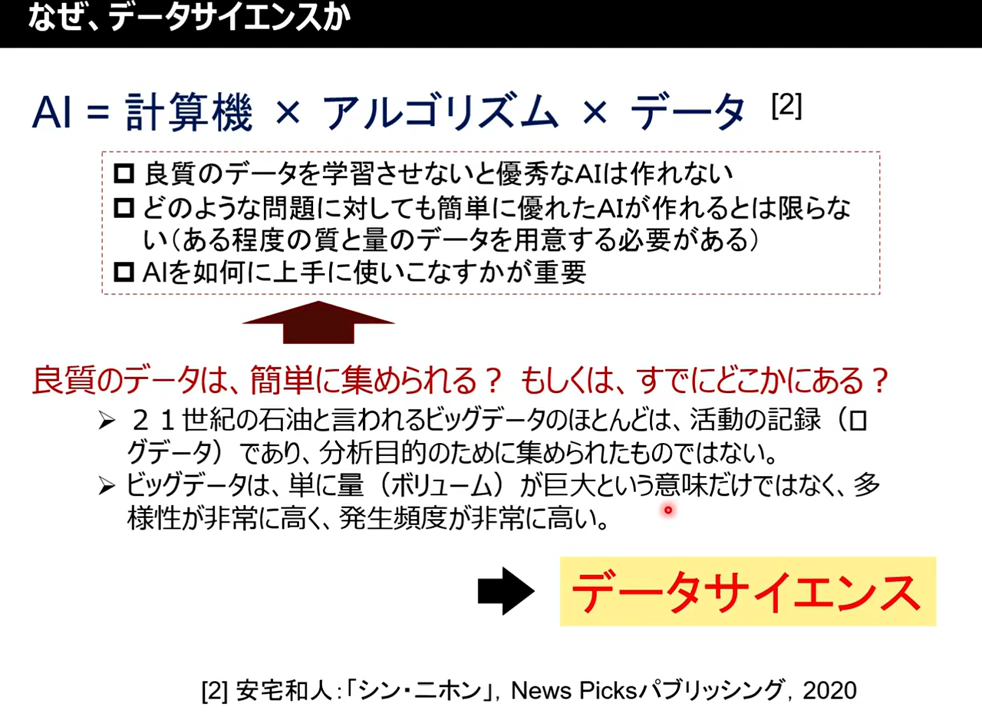 なぜ、データサイエンスか
AI = 計算機 × アルゴリズム × データ [2]
良質のデータを学習させないと優秀なAIは作れない
どのような問題に対しても簡単に優れたAIが作れるとは限らな
い（ある程度の質と量のデータを用意する必要がある）
AIを如何に上手に使いこなすかが重要
良質のデータは、簡単に集められる？ もしくは、すでにどこかにある？
２１世紀の石油と言われるビッグデータのほとんどは、活動の記録（ロ
グデータ）であり、分析目的のために集められたものではない。
ビッグデータは、単に量（ボリューム）が巨大という意味だけではなく、多
様性が非常に高く、発生頻度が非常に高い。
データサイエンス
[2] 安宅和人：「シン・ニホン」，News Picksパブリッシング，2020